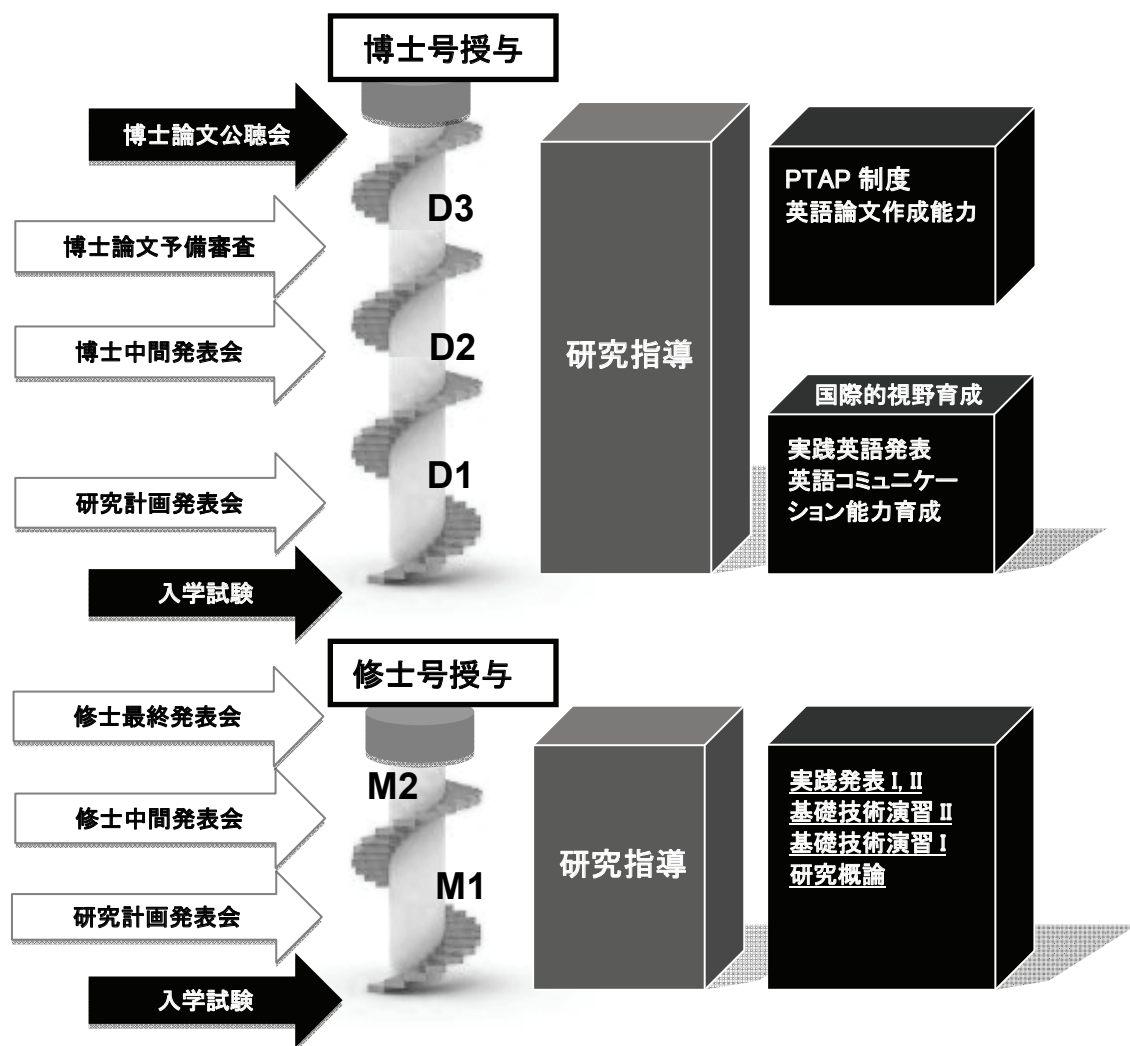 博士号授与
博士論文公聴会
D3
博士論文予備審査
博士中間発表会
D2
研究計画発表会
D1
入学試験
研究指導
PTAP 制度
英語論文作成能力
国際的視野育成
実践英語発表
英語コミュニケー
ション能力育成
修士号授与
修士最終発表会
M2
修士中間発表会
M1
研究計画発表会
入学試験
研究指導
実践発表 I, II
基礎技術演習 II
基礎技術演習 I
研究概論